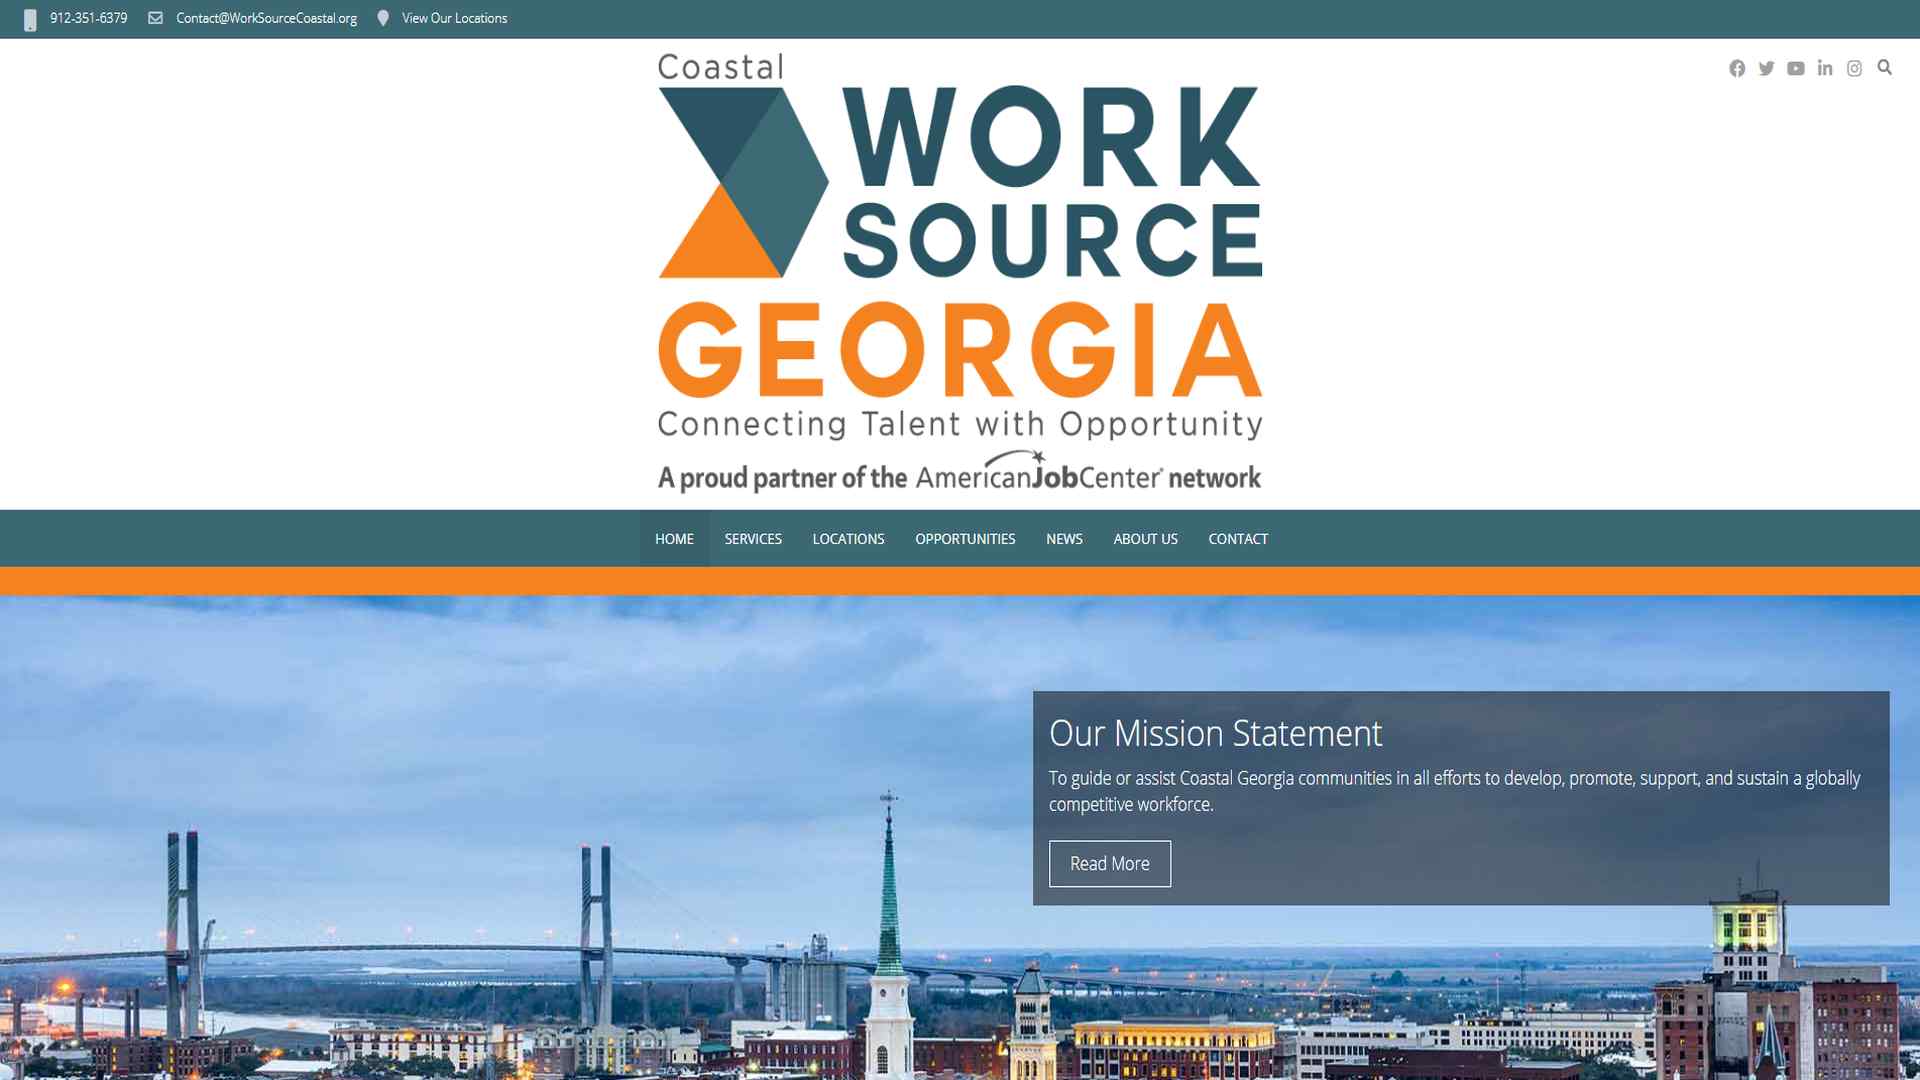 912-351-6379 Contact@WorkSourceCoastal.org View Our Locations
Coastal
WORK
SOURCE
GEORGIA
Connecting Talent with Opportunity
A proud partner of the AmericanJobCenter® network
HOME SERVICES LOCATIONS OPPORTUNITIES NEWS ABOUT US CONTACT
Our Mission Statement
To guide or assist Coastal Georgia communities in all efforts to develop, promote, support, and sustain a globally
competitive workforce.
Read More